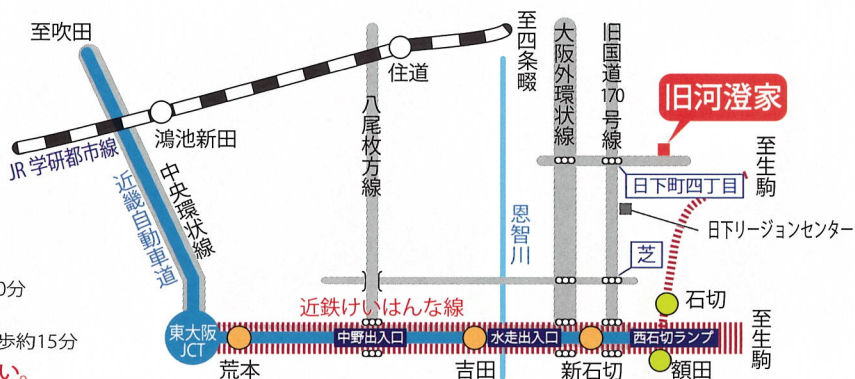 至吹田
至四条畷
大阪外環状線
旧国道170号線
住道
旧河澄家
八尾枚方線
鴻池新田
JR学研都市線
中央環状線
近畿自動車道
至生駒
日下町四丁目
恩智川
日下リージョンセンター
芝
0分
近鉄けいはんな線
石切
歩約15分
東大阪
JCT
中野出入口
水走出入口
西石切ランプ
至生駒
い。
荒本
吉田
新石切
額田